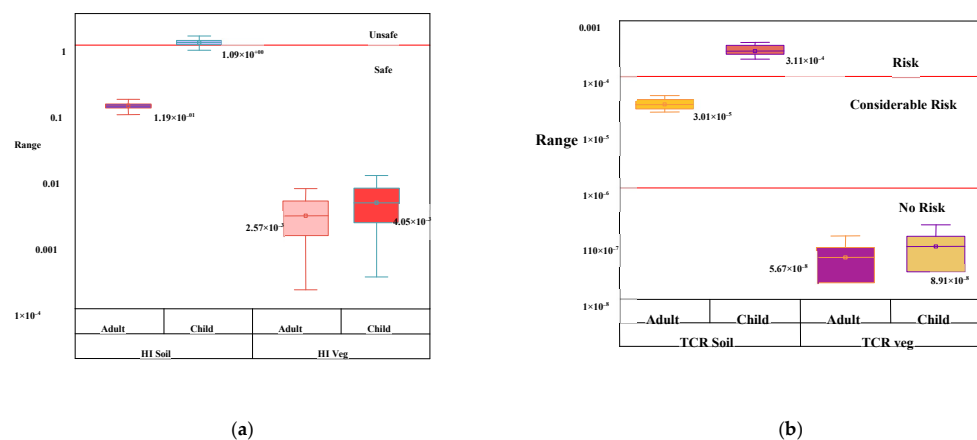 Unsafe
1
1.09×10⁺⁰⁰
Safe
0.1
1.19×10⁻⁰¹
Range
0.01
2.57×10⁻³
4.05×10⁻³
0.001
1×10⁻⁴
Adult Child Adult Child
HI Soil HI Veg
(a)
0.001
3.11×10⁻⁴
Risk
1×10⁻⁴
Considerable Risk
3.01×10⁻⁵
Range
1×10⁻⁵
1×10⁻⁶
No Risk
110×10⁻⁷
5.67×10⁻⁸
8.91×10⁻⁸
1×10⁻⁸
Adult Child Adult Child
TCR Soil TCR veg
(b)